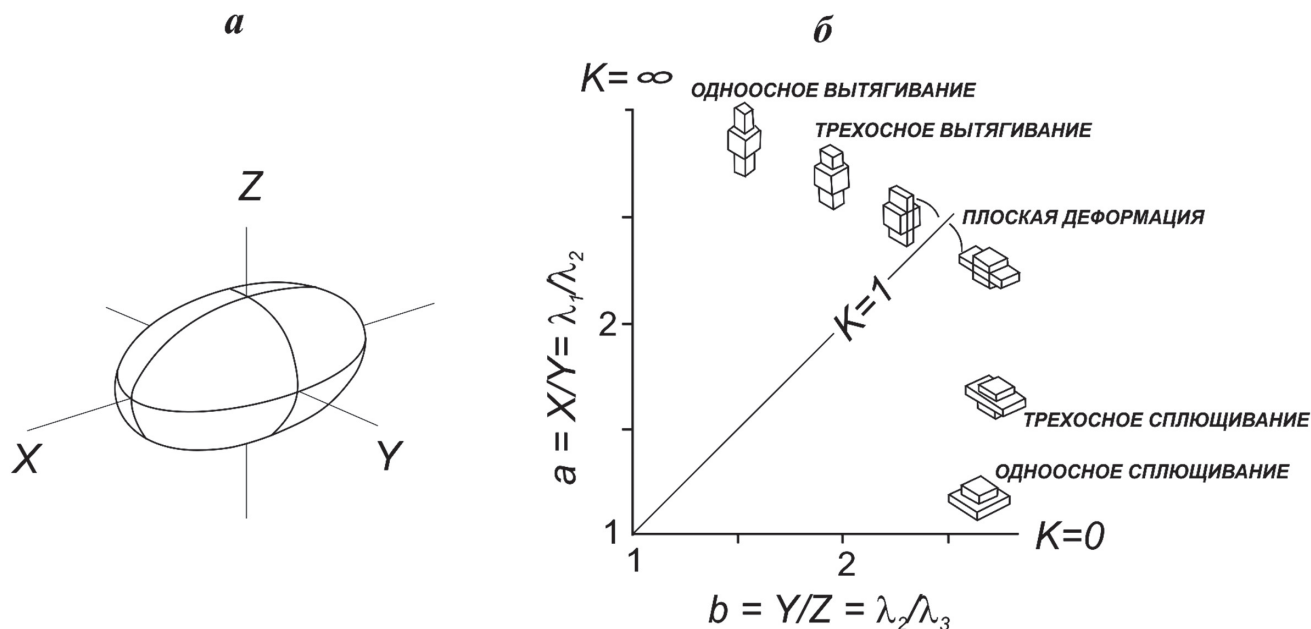 а
б
Z
X
Y
K=∞
ОДНООСНОЕ ВЫТЯГИВАНИЕ
ТРЕХОСНОЕ ВЫТЯГИВАНИЕ
ПЛОСКАЯ ДЕФОРМАЦИЯ
K=1
2
a = X/Y= λ₁/λ₂
ТРЕХОСНОЕ СПЛЮЩИВАНИЕ
ОДНООСНОЕ СПЛЮЩИВАНИЕ
1
K=0
1
2
b = Y/Z = λ₂/λ₃